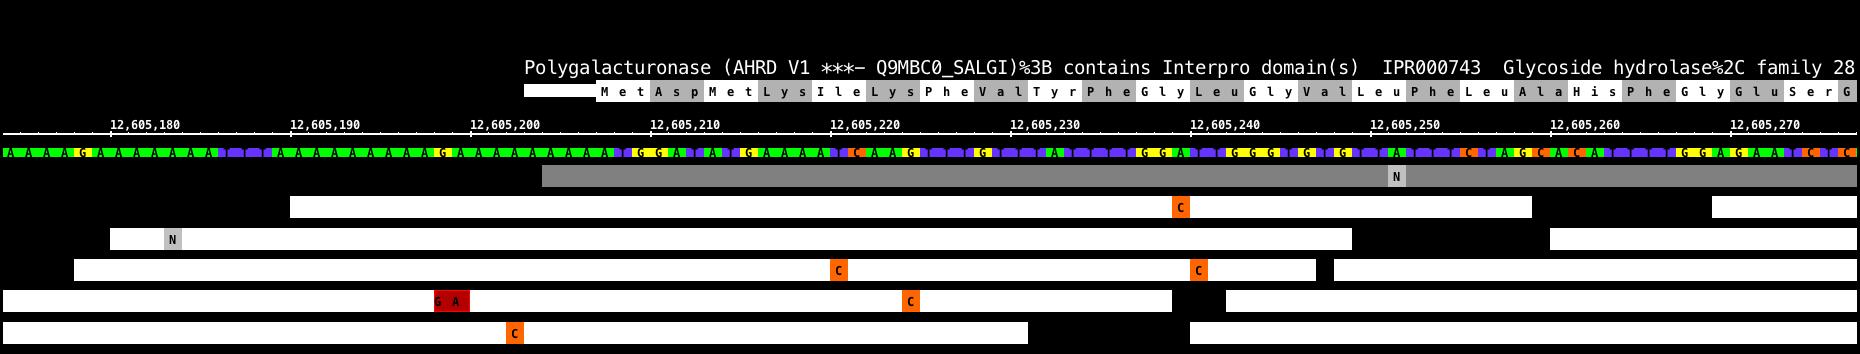 Polygalacturonase (AHRD V1 ***- Q9MBC0_SALGI)%3B contains Interpro domain(s)  IPR000743  Glycoside hydrolase%2C family 28
Met Asp Met Lys Ile Lys Phe Val Tyr Phe Gly Leu Gly Val Leu Phe Leu Ala His Phe Gly Glu Ser G
12,605,180 12,605,190 12,605,200 12,605,210 12,605,220 12,605,230 12,605,240 12,605,250 12,605,260 12,605,270
A A A A G A A A A A A A A A A A A A A A A G A A A A A A A A A G G A A G A A A A C A A G G A G G A G G G G G A C A G C A C A G G A G A A C C
N
C
N
C C
G A C
C